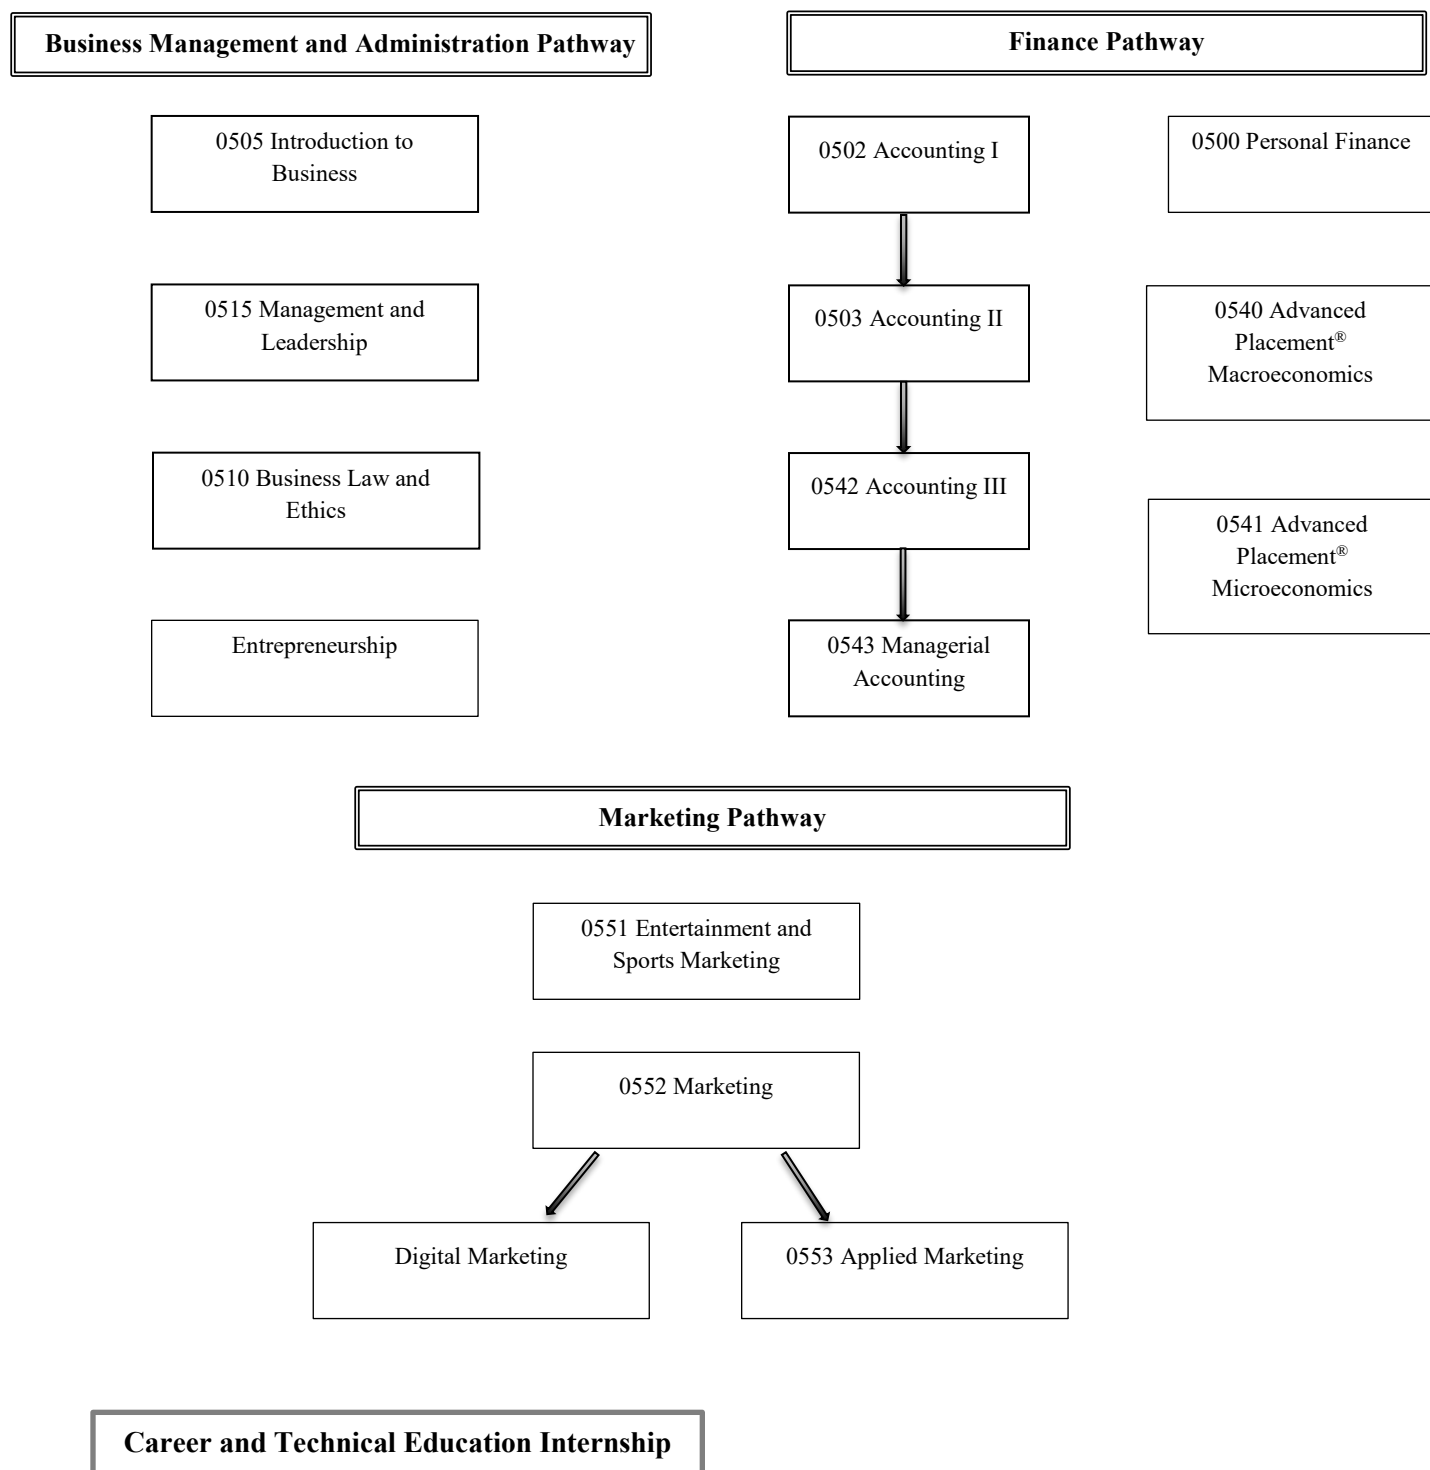 Business Management and Administration Pathway
0505 Introduction to
Business
0515 Management and
Leadership
0510 Business Law and
Ethics
Entrepreneurship
Finance Pathway
0502 Accounting I
0503 Accounting II
0542 Accounting III
0543 Managerial
Accounting
0500 Personal Finance
0540 Advanced
Placement®
Macroeconomics
0541 Advanced
Placement®
Microeconomics
Marketing Pathway
0551 Entertainment and
Sports Marketing
0552 Marketing
Digital Marketing
0553 Applied Marketing
Career and Technical Education Internship